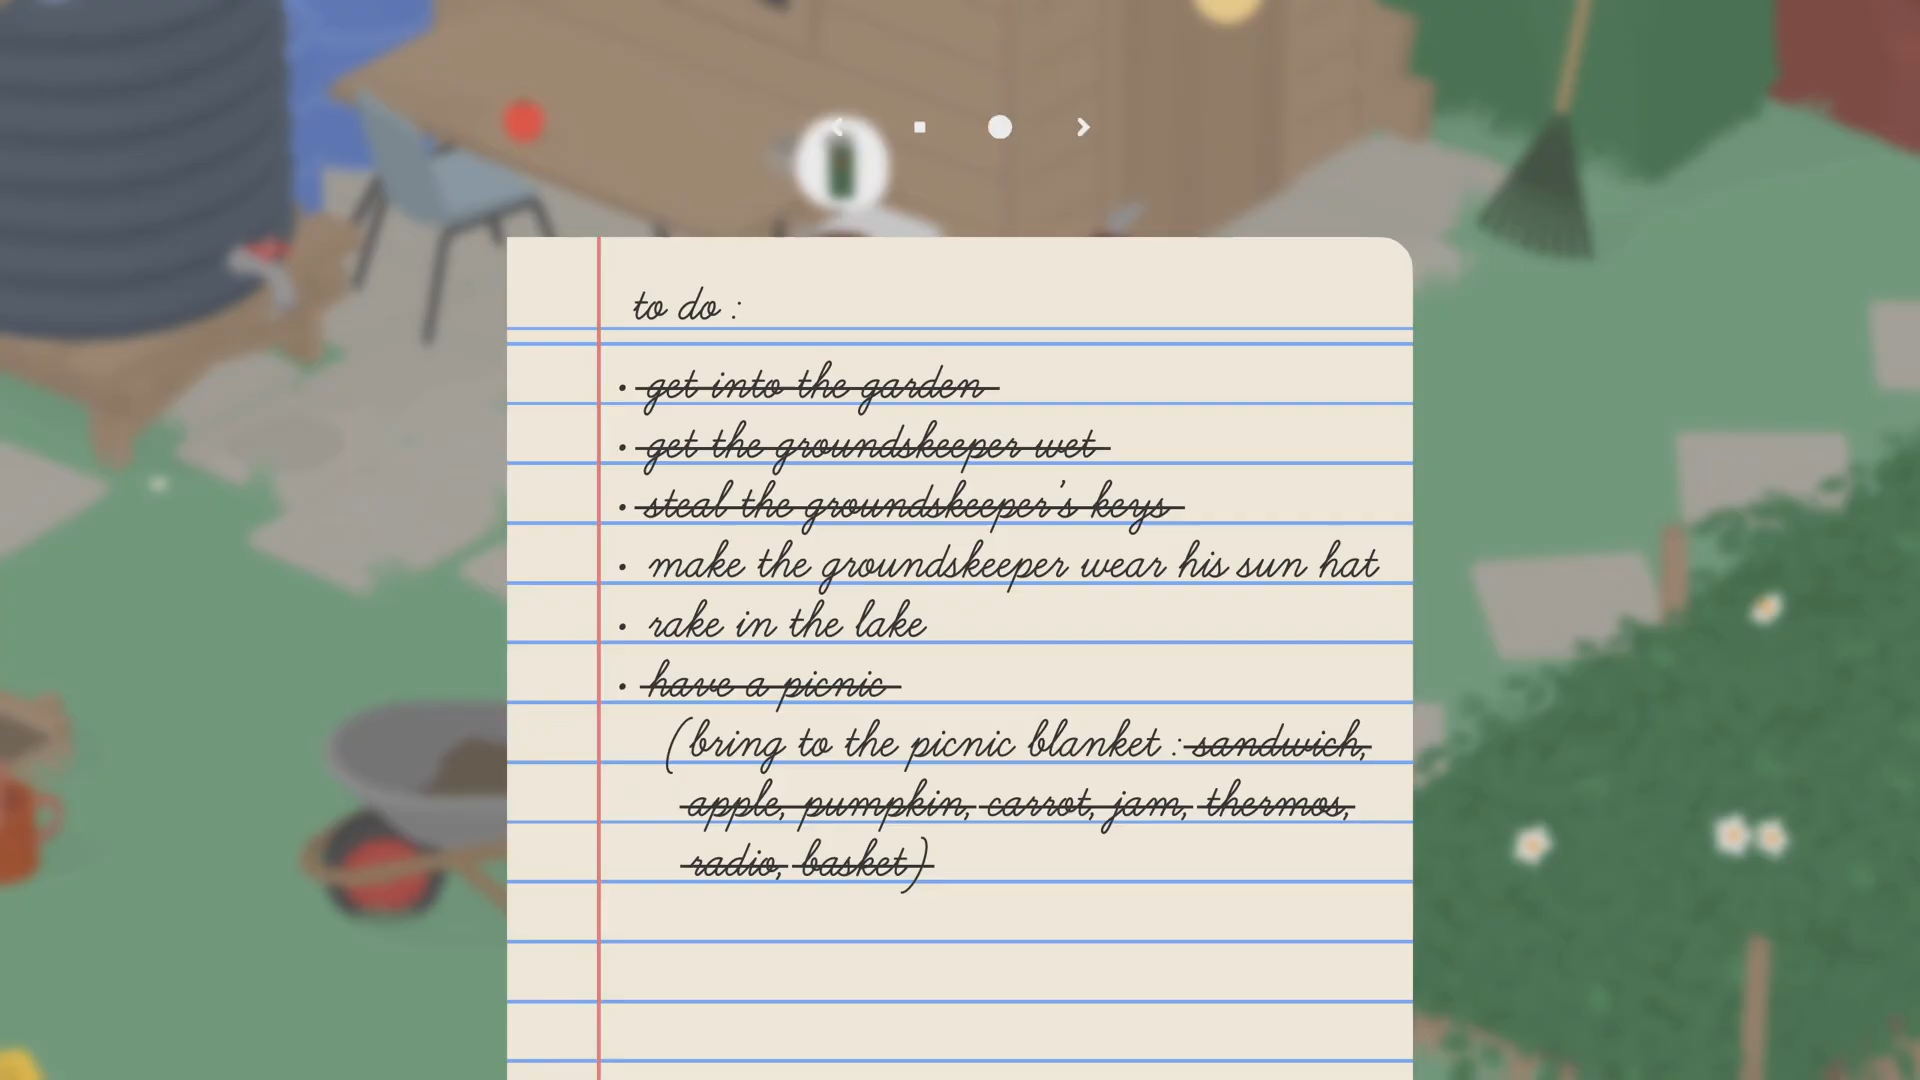 to do :
• get into the garden
• get the groundskeeper wet
• steal the groundskeeper's keys
• make the groundskeeper wear his sun hat
• rake in the lake
• have a picnic
(bring to the picnic blanket : sandwich,
apple, pumpkin, carrot, jam, thermos,
radio, basket)